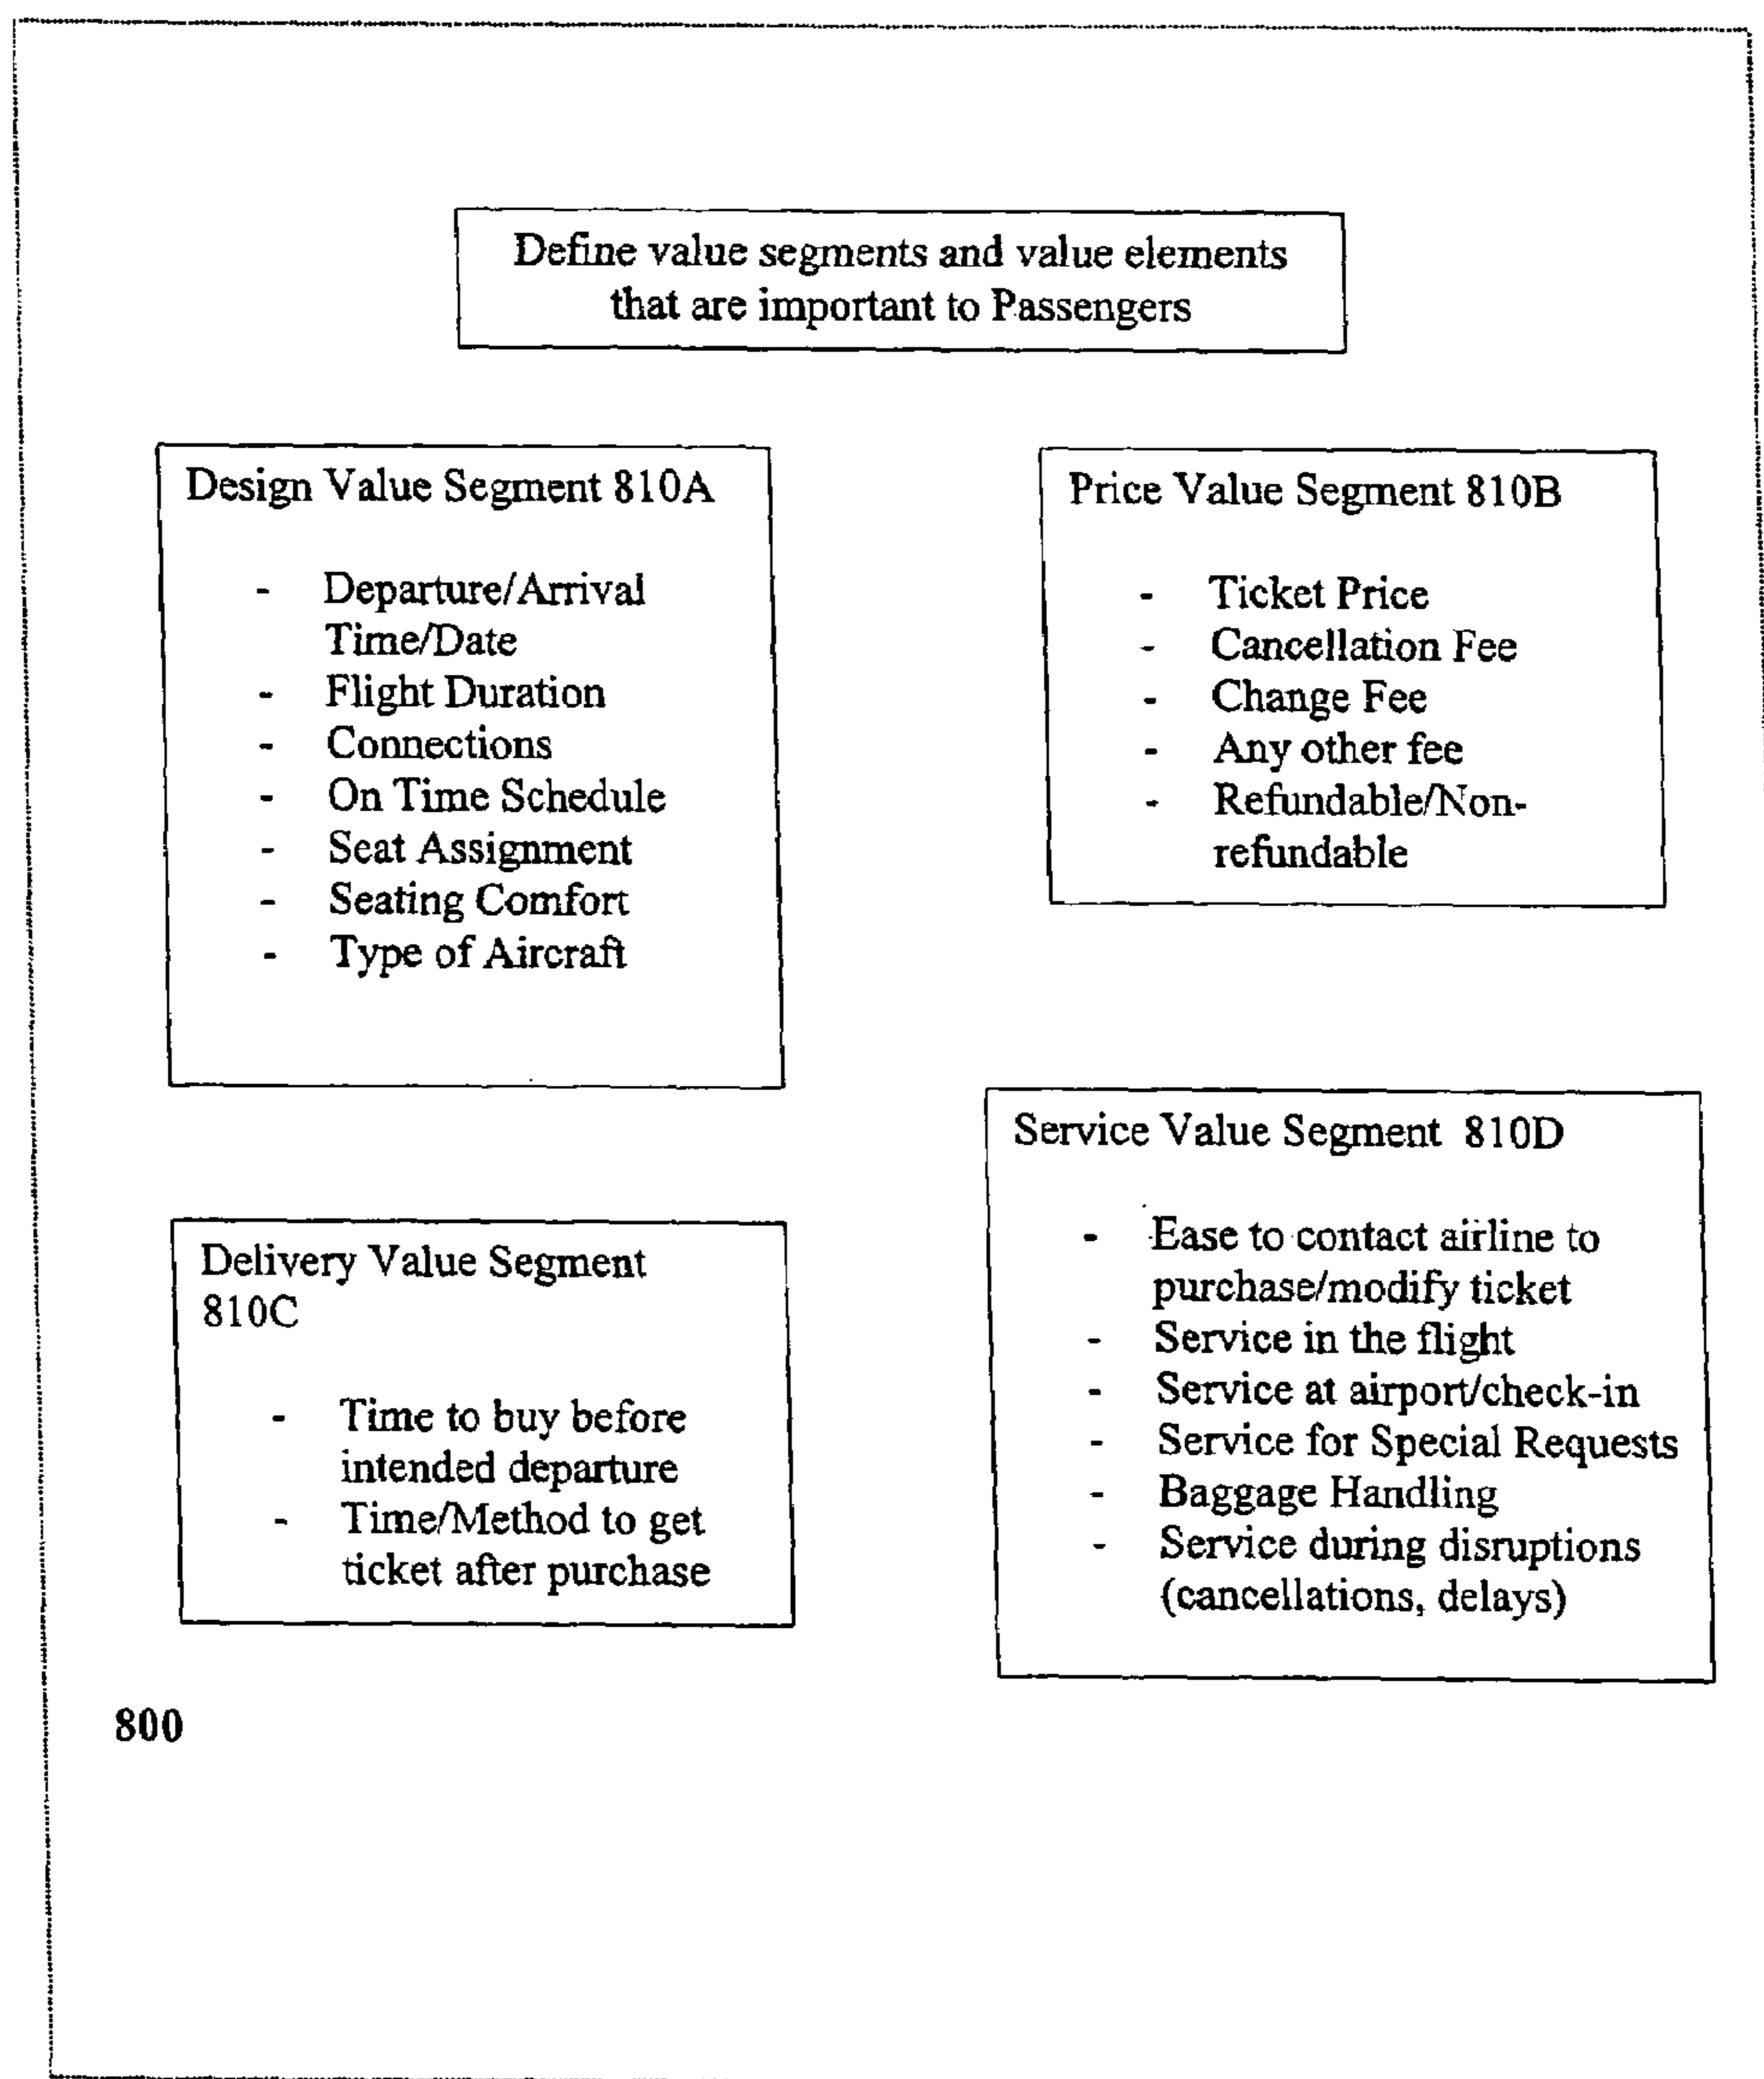 Define value segments and value elements
that are important to Passengers
Design Value Segment 810A
- Departure/Arrival
Time/Date
- Flight Duration
- Connections
- On Time Schedule
- Seat Assignment
- Seating Comfort
- Type of Aircraft
Price Value Segment 810B
- Ticket Price
- Cancellation Fee
- Change Fee
- Any other fee
- Refundable/Non-
refundable
Delivery Value Segment
810C
- Time to buy before
intended departure
- Time/Method to get
ticket after purchase
Service Value Segment 810D
- Ease to contact airline to
purchase/modify ticket
- Service in the flight
- Service at airport/check-in
- Service for Special Requests
- Baggage Handling
- Service during disruptions
(cancellations, delays)
800